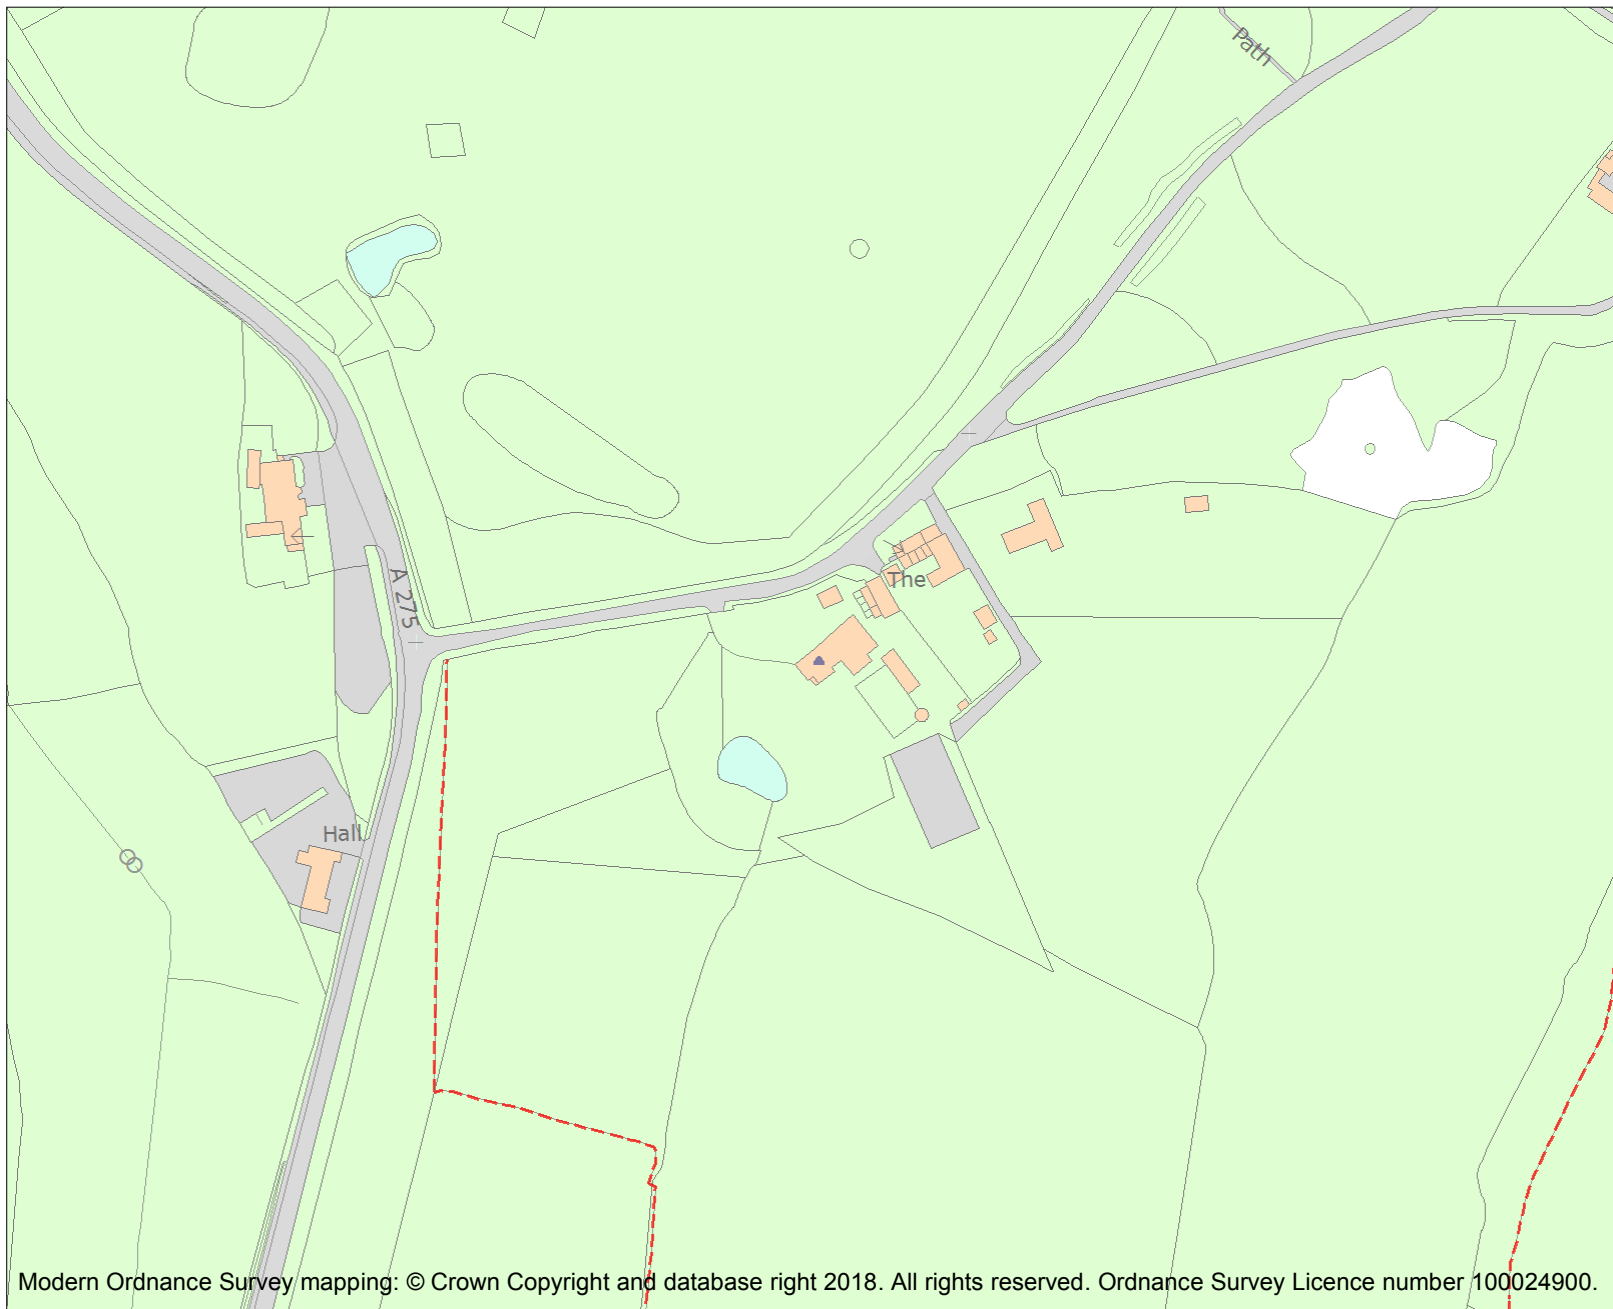 Path
A 275
The
Hall
Modern Ordnance Survey mapping: © Crown Copyright and database right 2018. All rights reserved. Ordnance Survey Licence number 100024900.